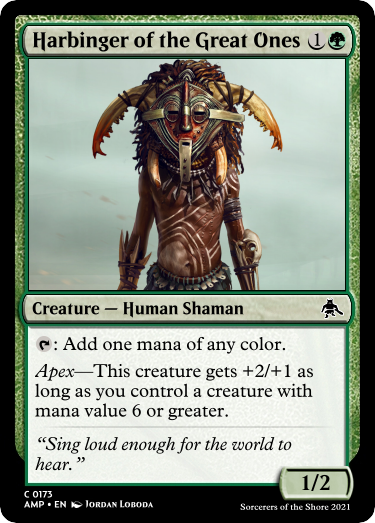 Harbinger of the Great Ones 1
Creature — Human Shaman
: Add one mana of any color.
Apex—This creature gets +2/+1 as
long as you control a creature with
mana value 6 or greater.
“Sing loud enough for the world to
hear.”
1/2
C 0173
AMP • EN Jordan Loboda
Sorcerers of the Shore 2021